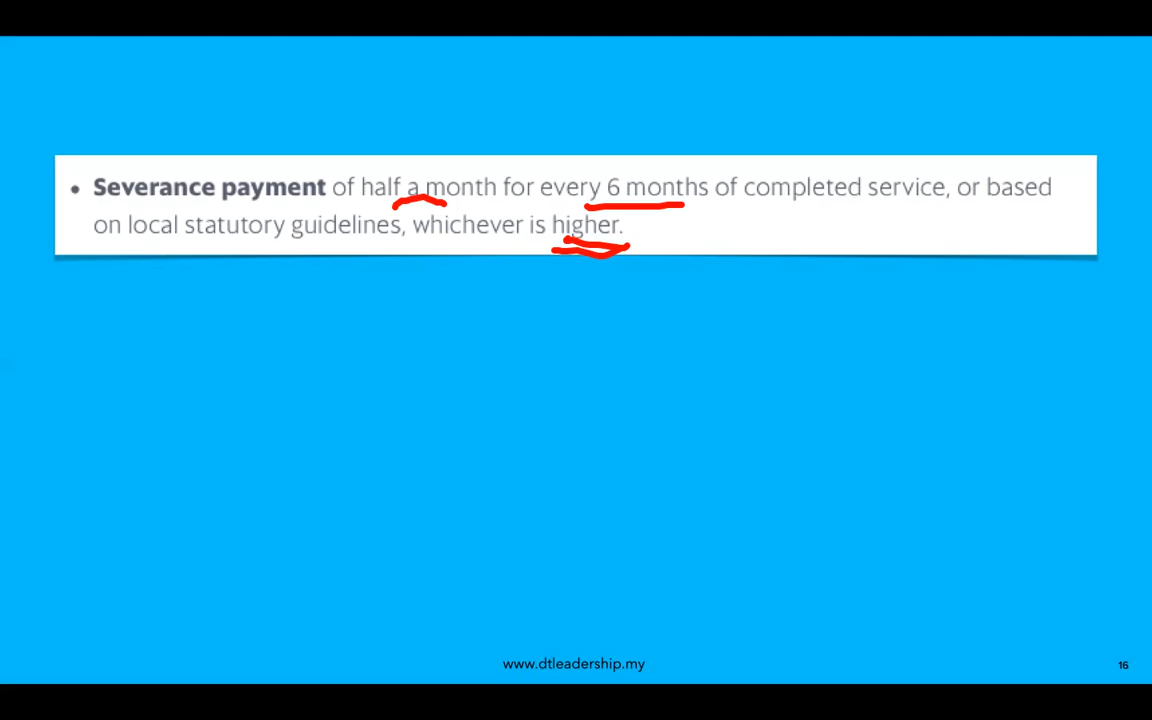 • Severance payment of half a month for every 6 months of completed service, or based
on local statutory guidelines, whichever is higher.
www.dtleadership.my
16